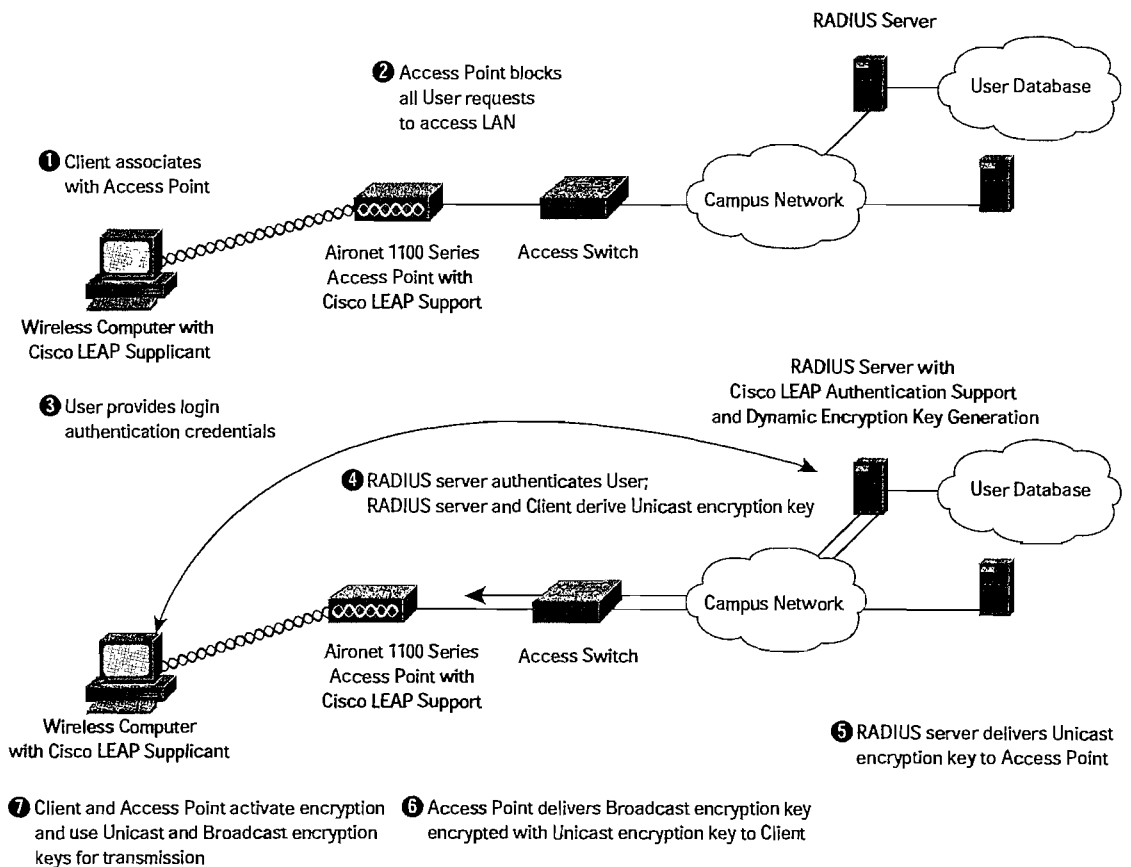 RADIUS Server
User Database
❷ Access Point blocks
all User requests
to access LAN
❶ Client associates
with Access Point
Campus Network
Aironet 1100 Series
Access Point with
Cisco LEAP Support
Access Switch
Wireless Computer with
Cisco LEAP Supplicant
RADIUS Server with
Cisco LEAP Authentication Support
and Dynamic Encryption Key Generation
❸ User provides login
authentication credentials
❹ RADIUS server authenticates User;
RADIUS server and Client derive Unicast encryption key
User Database
Campus Network
Aironet 1100 Series
Access Point with
Cisco LEAP Support
Access Switch
Wireless Computer
with Cisco LEAP Supplicant
❺ RADIUS server delivers Unicast
encryption key to Access Point
❼ Client and Access Point activate encryption
and use Unicast and Broadcast encryption
keys for transmission
❻ Access Point delivers Broadcast encryption key
encrypted with Unicast encryption key to Client